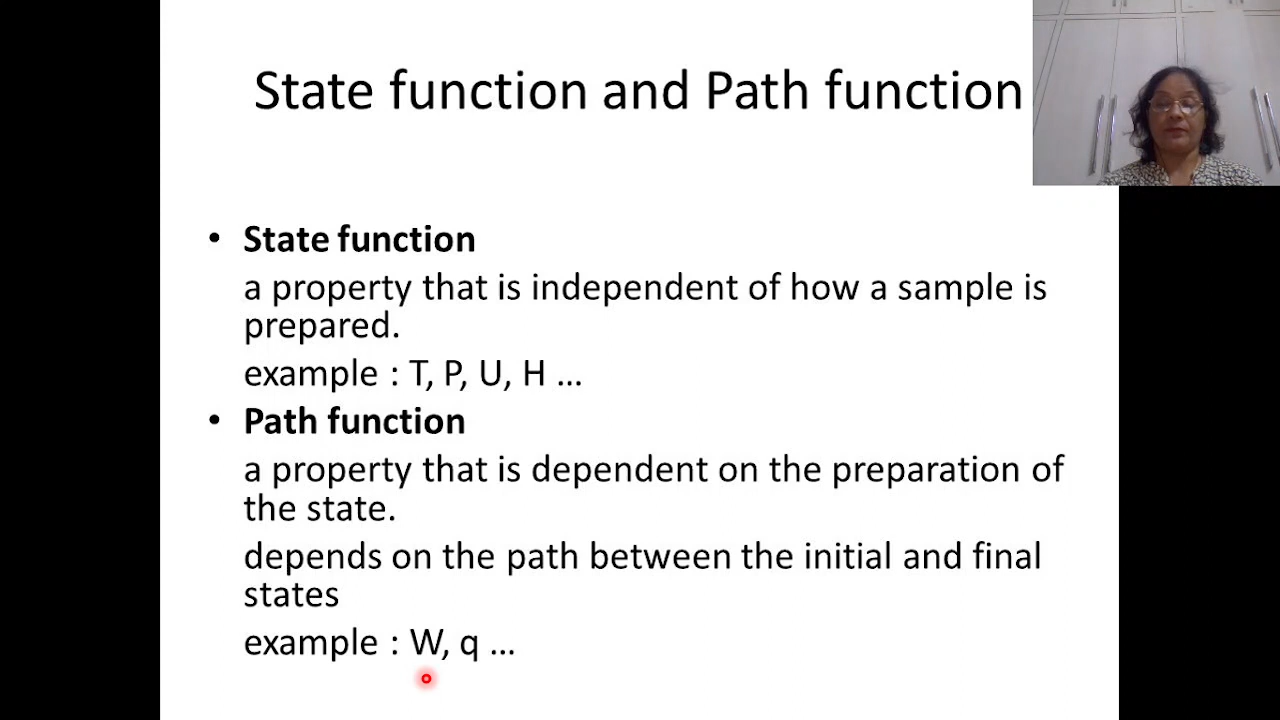 State function and Path function
• State function
a property that is independent of how a sample is
prepared.
example : T, P, U, H ...
• Path function
a property that is dependent on the preparation of
the state.
depends on the path between the initial and final
states
example : W, q ...